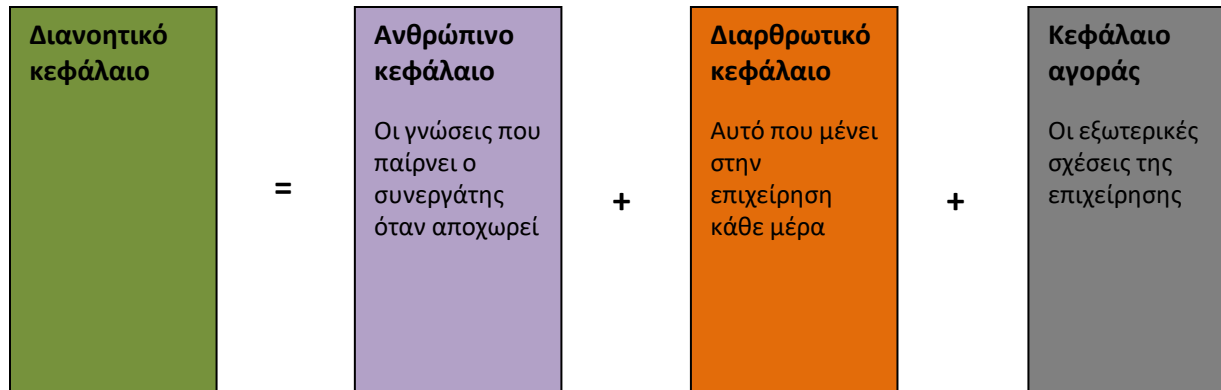 Διανοητικό
κεφάλαιο
=
Ανθρώπινο
κεφάλαιο
Οι γνώσεις που
παίρνει ο
συνεργάτης
όταν αποχωρεί
+
Διαρθρωτικό
κεφάλαιο
Αυτό που μένει
στην
επιχείρηση
κάθε μέρα
+
Κεφάλαιο
αγοράς
Οι εξωτερικές
σχέσεις της
επιχείρησης